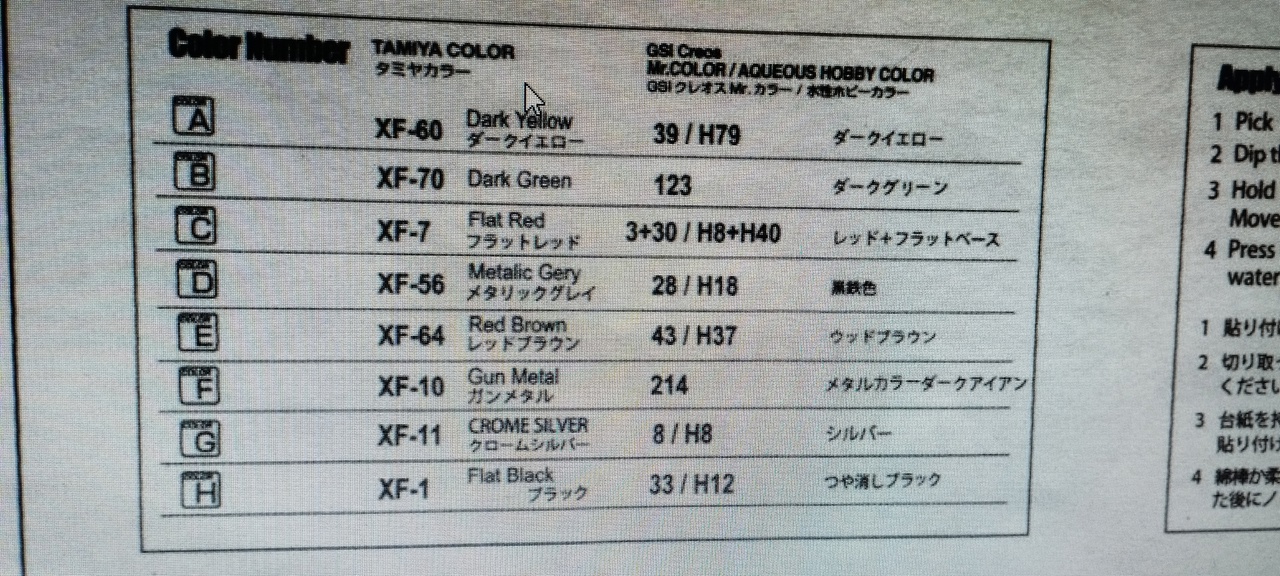 Color Number
TAMIYA COLOR
タミヤカラー
GSI Creos
Mr.COLOR / AQUEOUS HOBBY COLOR
GSI クレオス Mr. カラー / 水性ホビーカラー
A XF-60 Dark Yellow 39 / H79 ダークイエロー
ダークイエロー
B XF-70 Dark Green 123 ダークグリーン
C XF-7 Flat Red 3+30 / H8+H40 レッド+フラットベース
フラットレッド
D XF-56 Metalic Gery 28 / H18 黒鉄色
メタリックグレイ
E XF-64 Red Brown 43 / H37 ウッドブラウン
レッドブラウン
F XF-10 Gun Metal 214 メタルカラーダークアイアン
ガンメタル
G XF-11 CROME SILVER 8 / H8 シルバー
クロームシルバー
H XF-1 Flat Black 33 / H12 つや消しブラック
ブラック
1 Pick
2 Dip
3 Hold
Move
4 Press
water
1 貼り付
2 切り取
ください
3 台紙を
貼り付
4 綿棒か柔
た後に